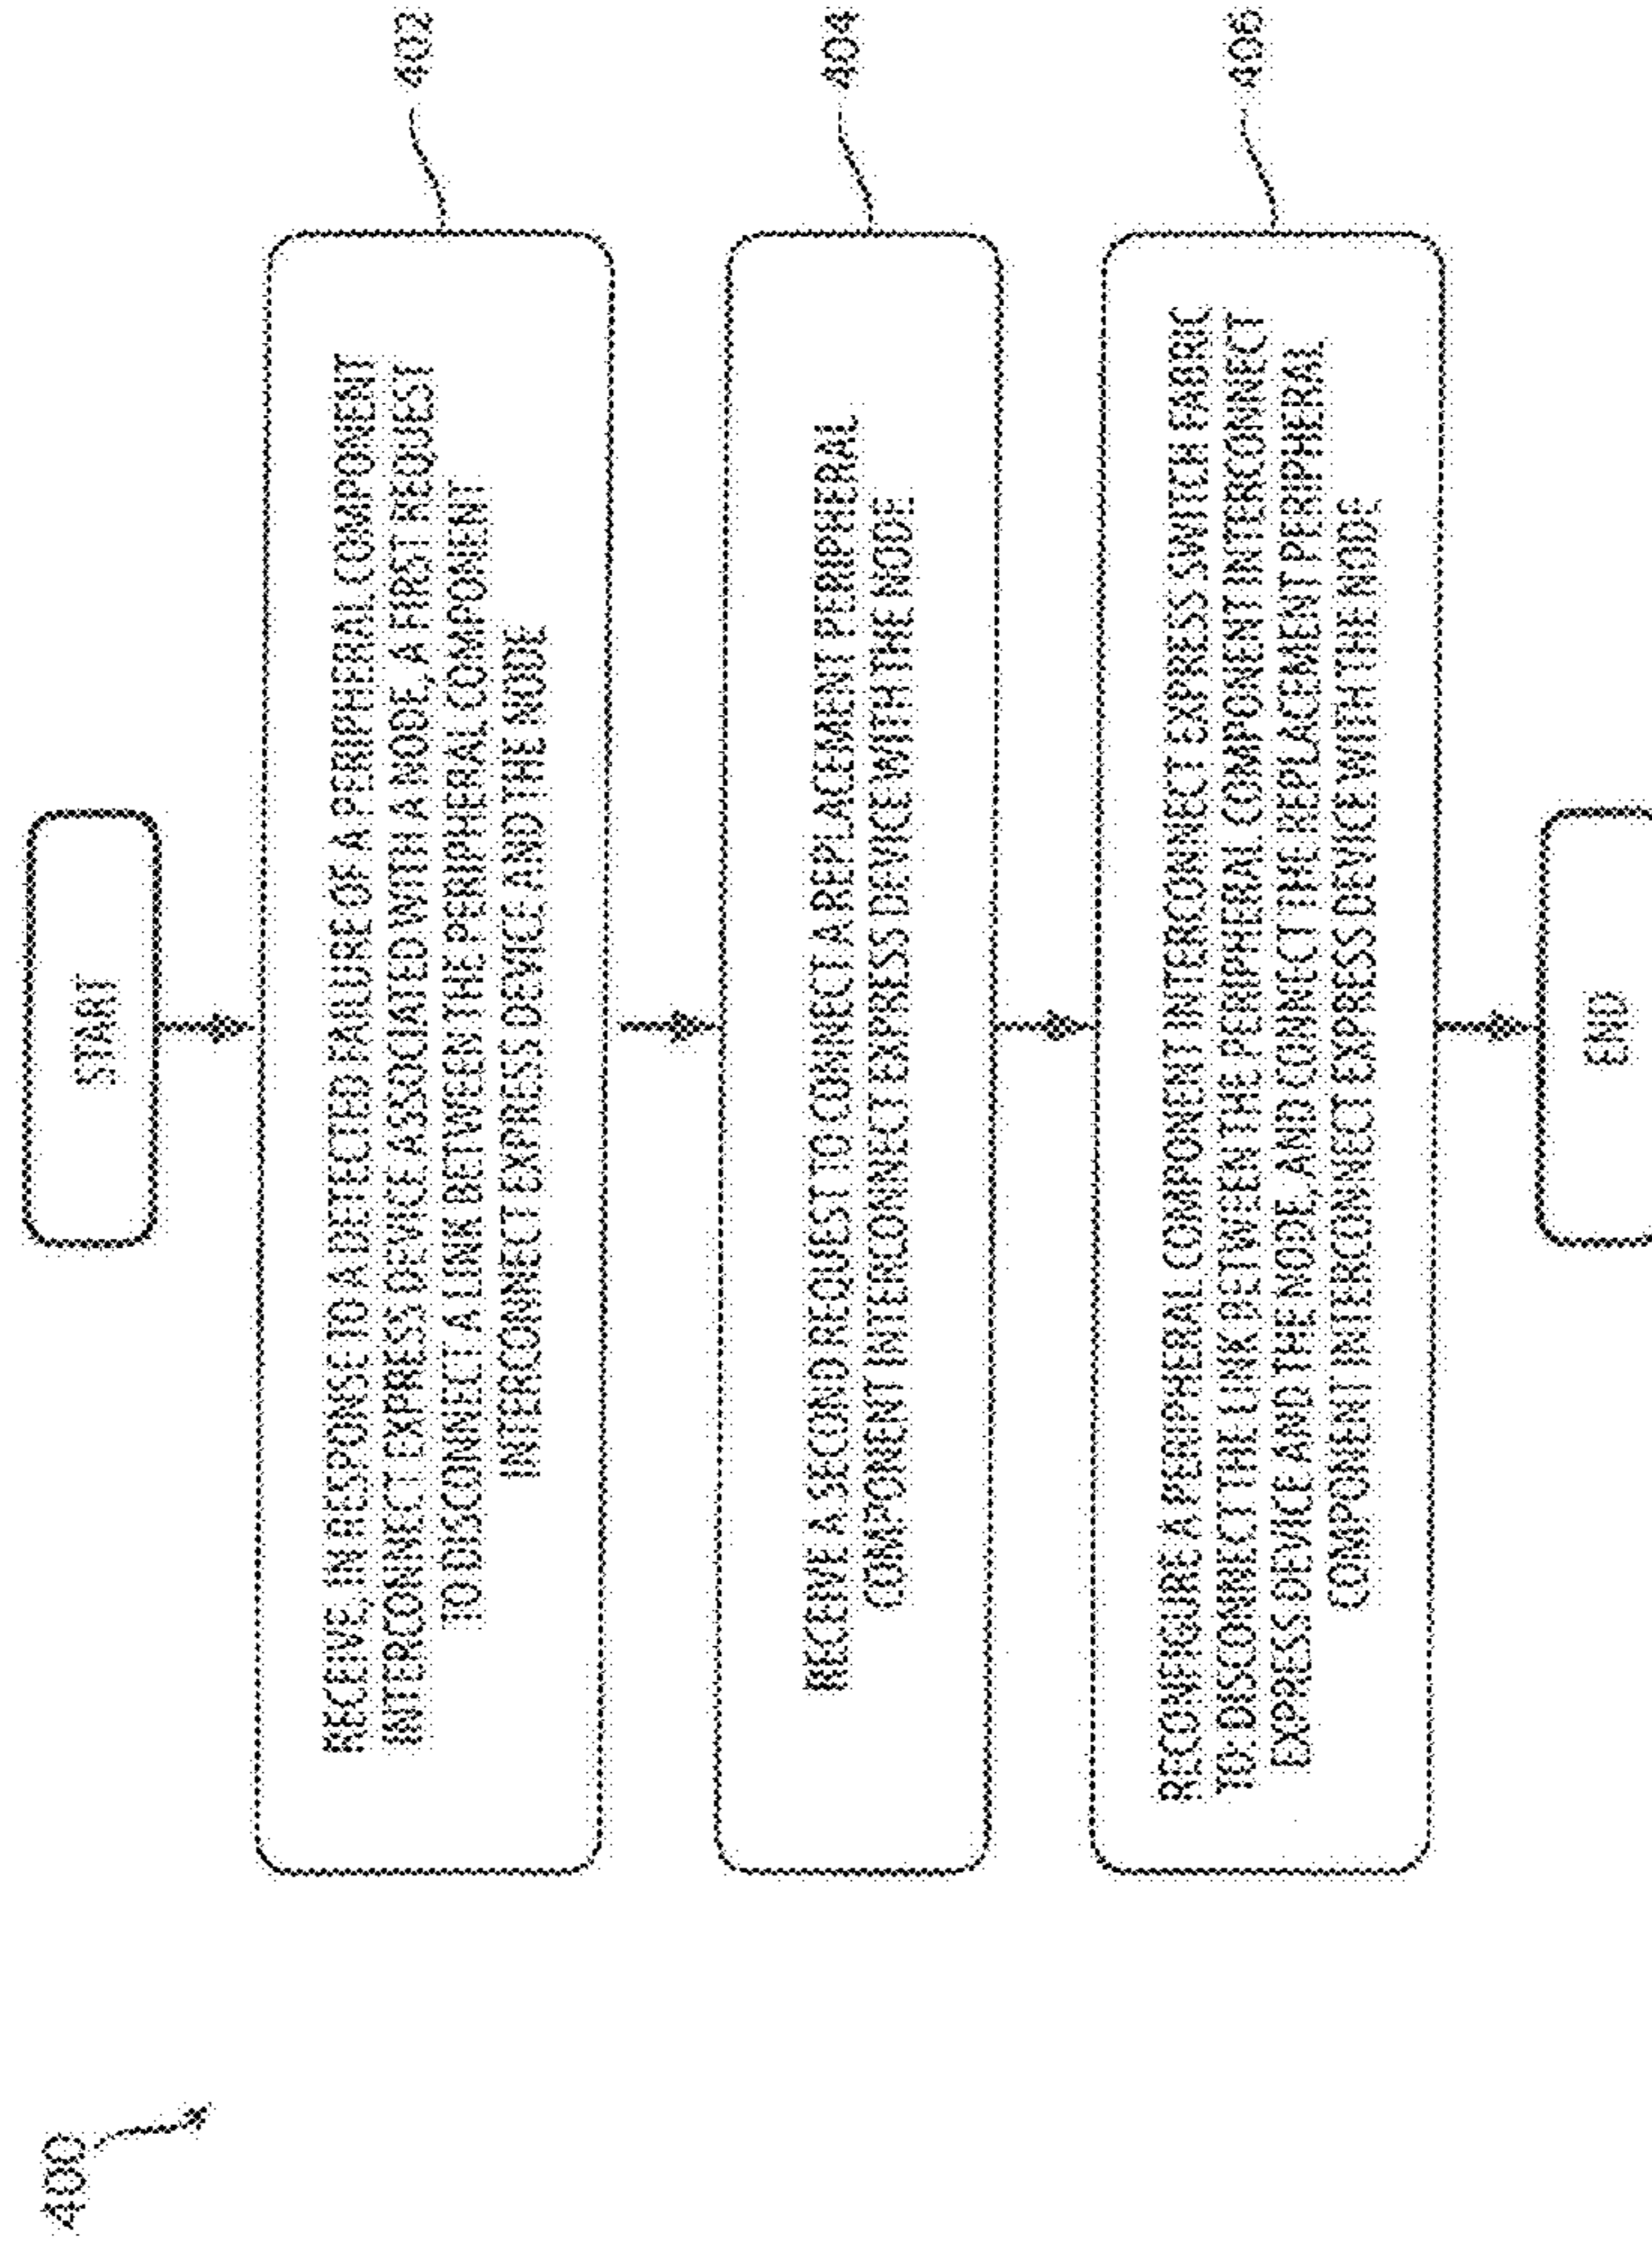 400
START
RECEIVE, IN RESPONSE TO A DETECTED FAILURE OF A PERIPHERAL COMPONENT
INTERCONNECT EXPRESS DEVICE ASSOCIATED WITH A NODE, A FIRST REQUEST
TO DISCONNECT A LINK BETWEEN THE PERIPHERAL COMPONENT
INTERCONNECT EXPRESS DEVICE AND THE NODE
402
RECEIVE A SECOND REQUEST TO CONNECT A REPLACEMENT PERIPHERAL
COMPONENT INTERCONNECT EXPRESS DEVICE WITH THE NODE
404
RECONFIGURE A PERIPHERAL COMPONENT INTERCONNECT EXPRESS SWITCH FABRIC
TO: DISCONNECT THE LINK BETWEEN THE PERIPHERAL COMPONENT INTERCONNECT
EXPRESS DEVICE AND THE NODE, AND CONNECT THE REPLACEMENT PERIPHERAL
COMPONENT INTERCONNECT EXPRESS DEVICE WITH THE NODE
406
END